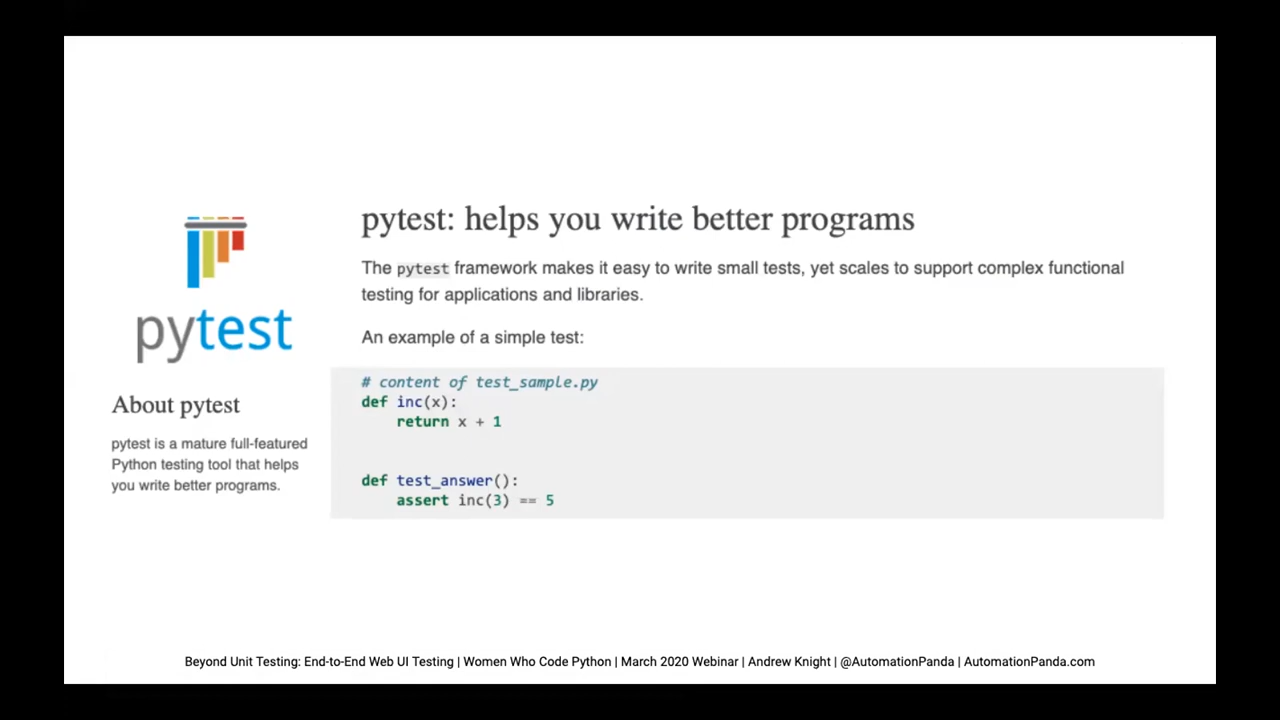 pytest
About pytest
pytest is a mature full-featured
Python testing tool that helps
you write better programs.
pytest: helps you write better programs
The pytest framework makes it easy to write small tests, yet scales to support complex functional
testing for applications and libraries.
An example of a simple test:
# content of test_sample.py
def inc(x):
    return x + 1
def test_answer():
    assert inc(3) == 5
Beyond Unit Testing: End-to-End Web UI Testing | Women Who Code Python | March 2020 Webinar | Andrew Knight | @AutomationPanda | AutomationPanda.com